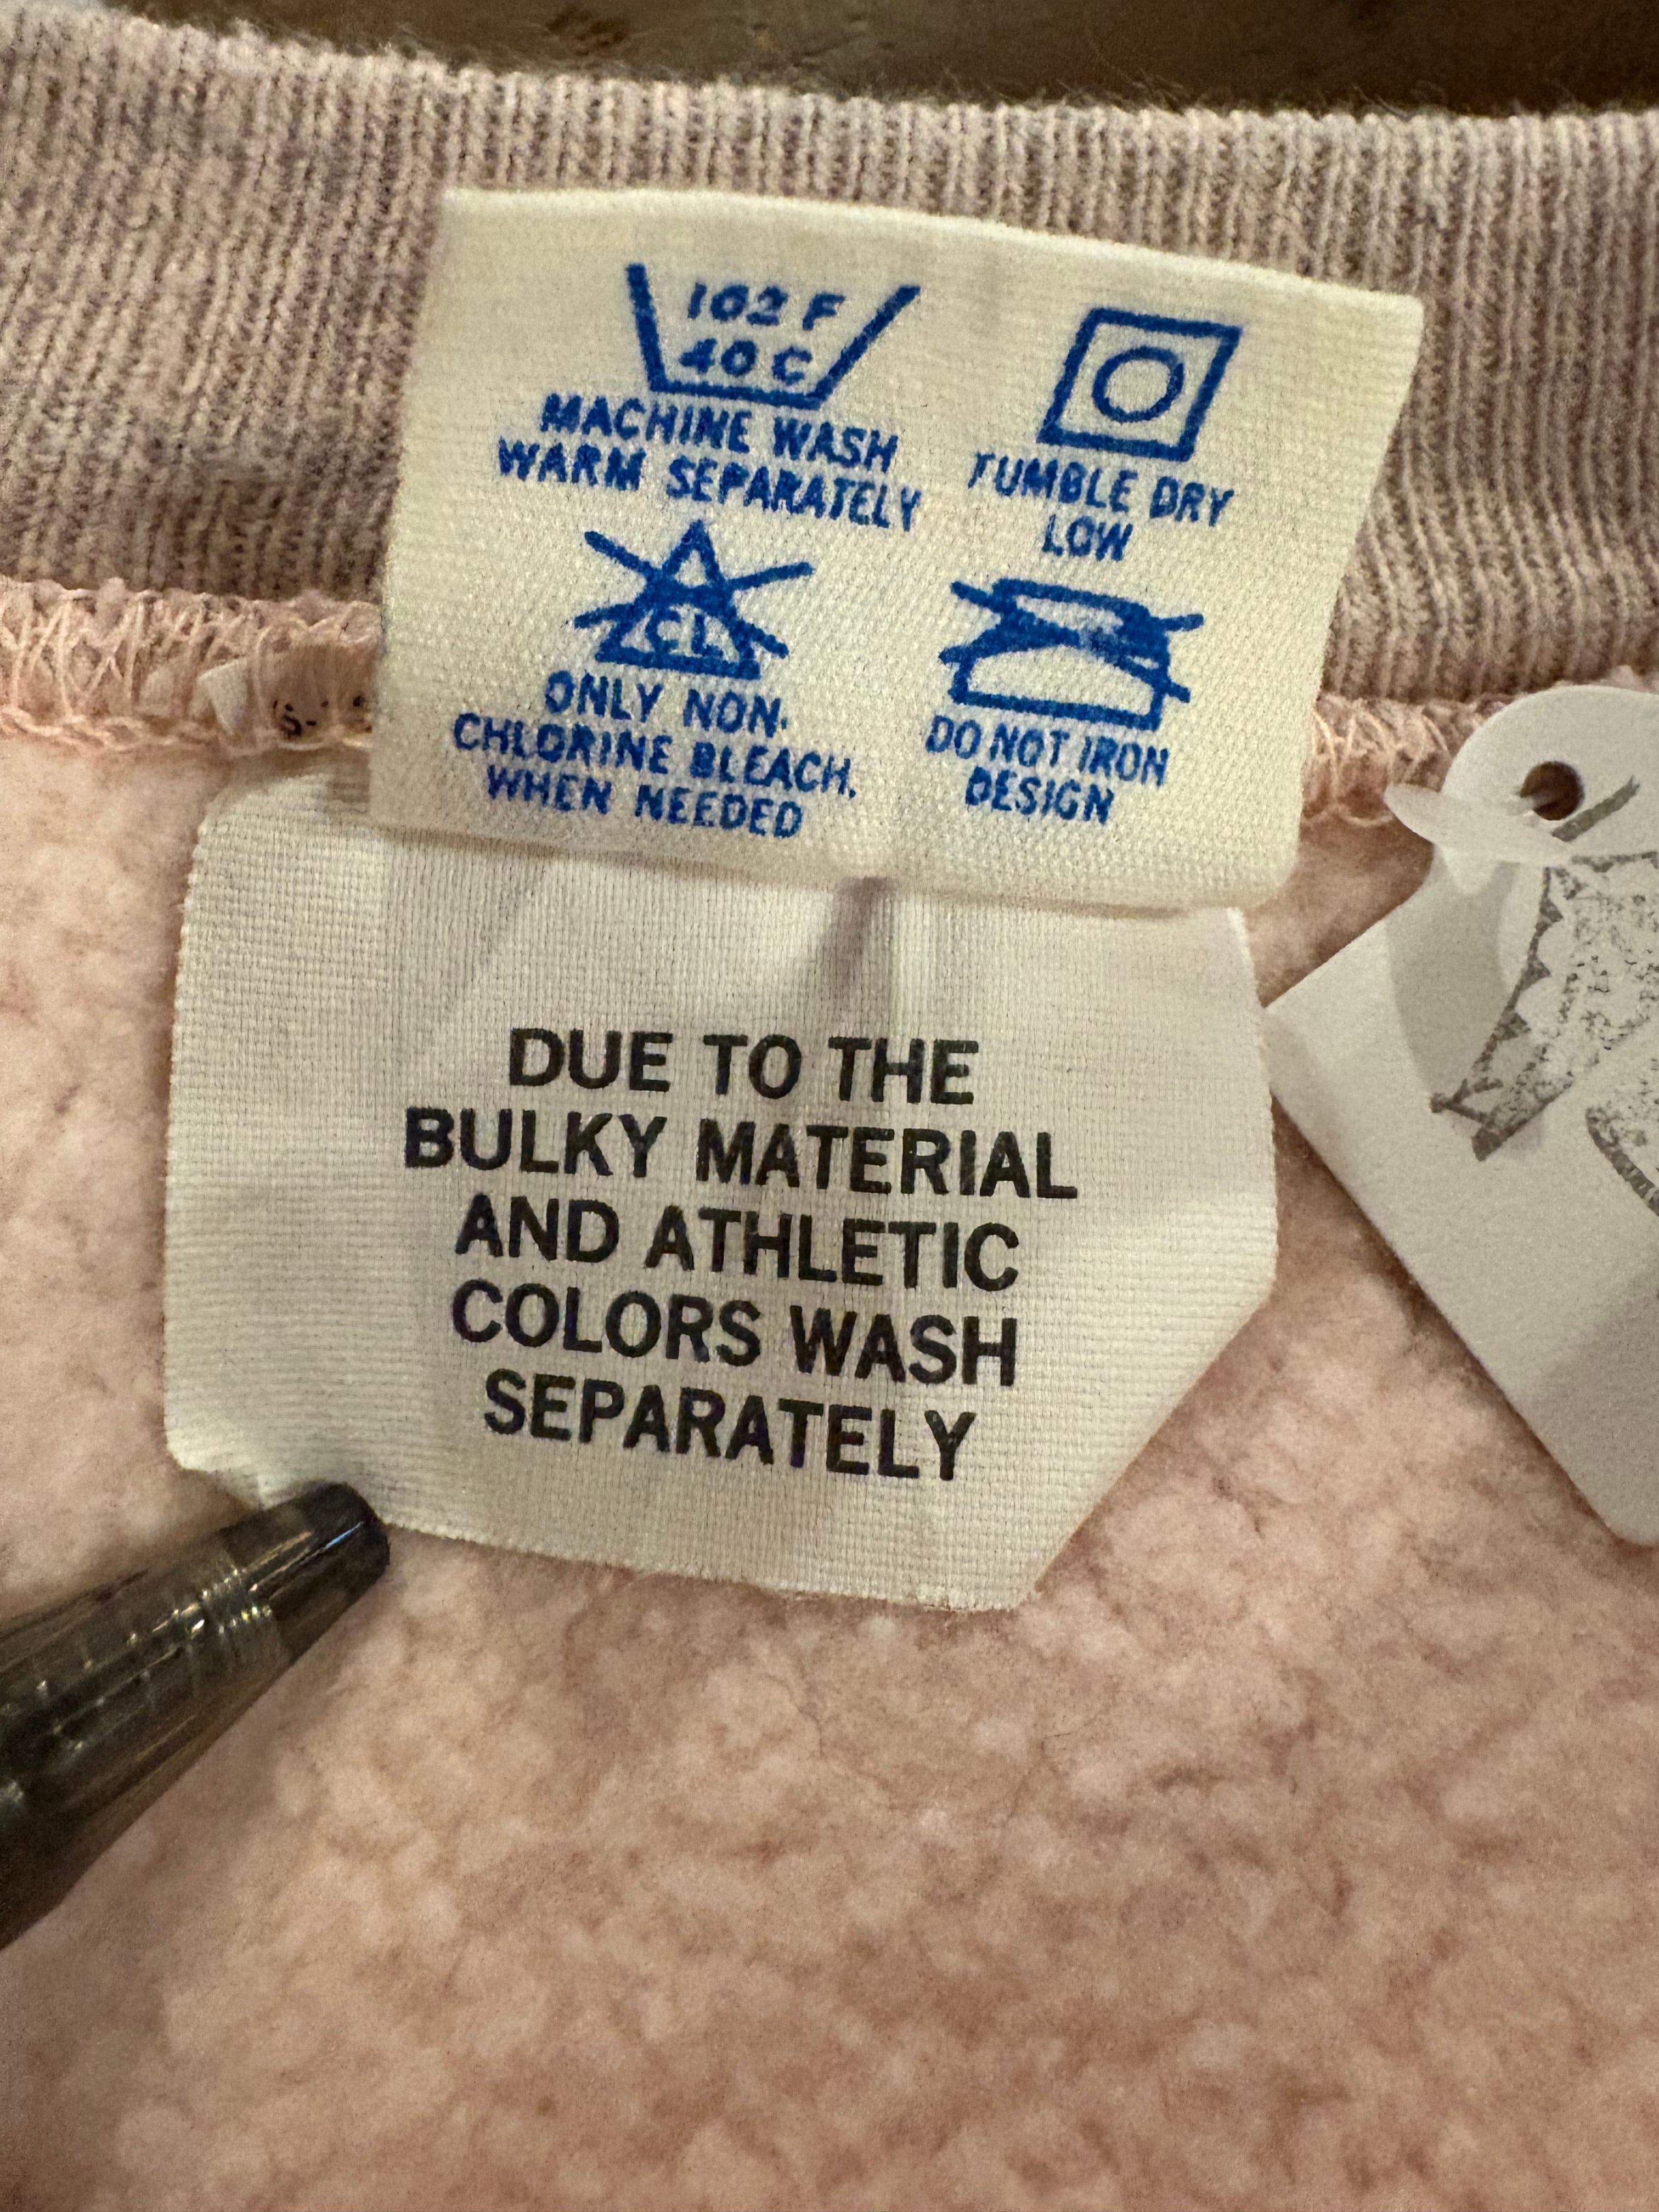 102 F
40 C
MACHINE WASH
WARM SEPARATELY
TUMBLE DRY
LOW
CL
ONLY NON-
CHLORINE BLEACH,
WHEN NEEDED
DO NOT IRON
DESIGN
DUE TO THE
BULKY MATERIAL
AND ATHLETIC
COLORS WASH
SEPARATELY